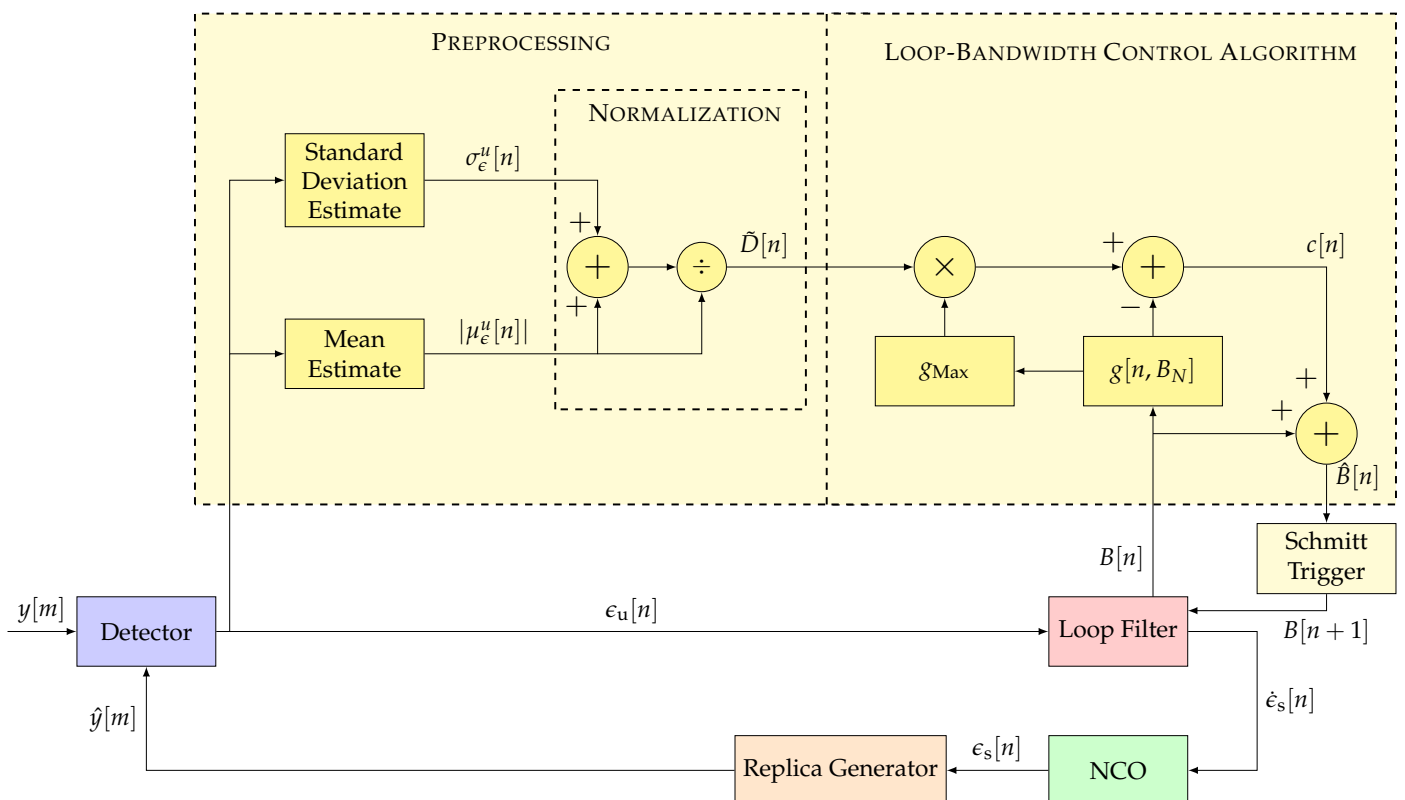 PREPROCESSING
LOOP-BANDWIDTH CONTROL ALGORITHM
NORMALIZATION
Standard
Deviation
Estimate
σ_ϵ^u[n]
+
+
÷
D̃[n]
×
+
+
c[n]
+
−
Mean
Estimate
|μ_ϵ^u[n]|
g_Max
g[n, B_N]
+
+
+
B̂[n]
Schmitt
Trigger
B[n]
y[m]
Detector
ϵ_u[n]
Loop Filter
B[n + 1]
ŷ[m]
ϵ̇_s[n]
Replica Generator
ϵ_s[n]
NCO